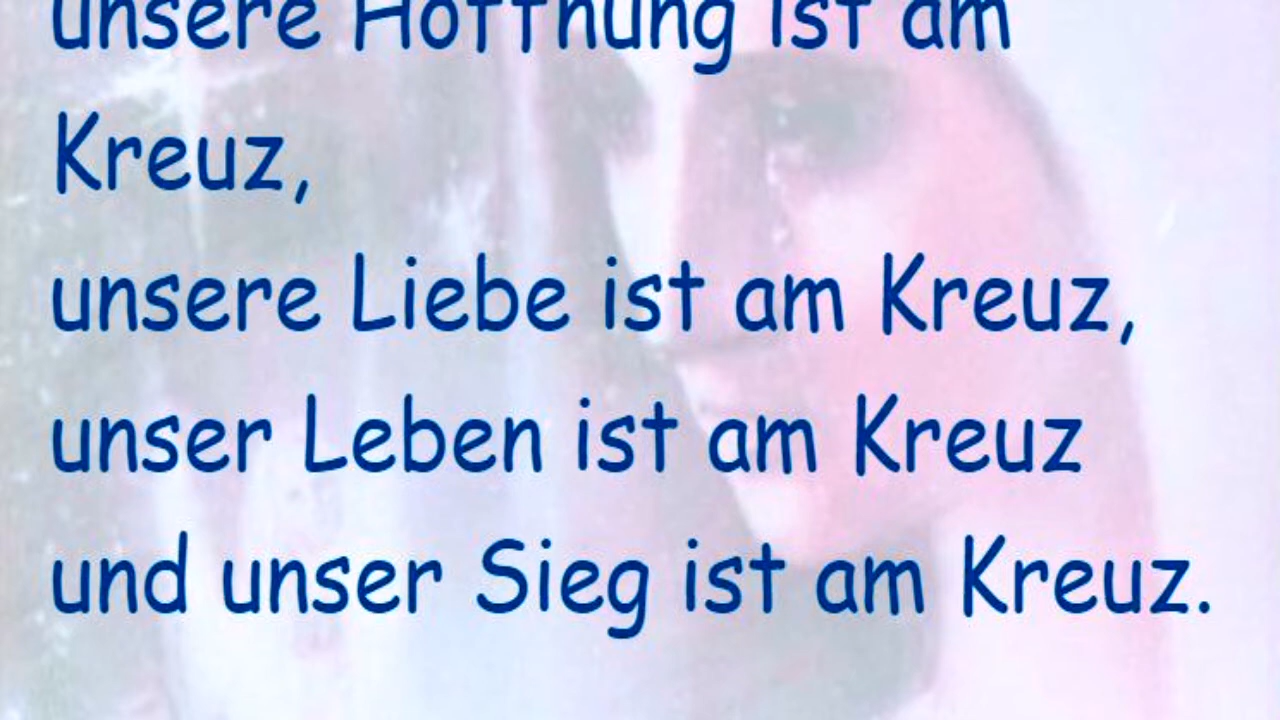 unsere Hoffnung ist am
Kreuz,
unsere Liebe ist am Kreuz,
unser Leben ist am Kreuz
und unser Sieg ist am Kreuz.